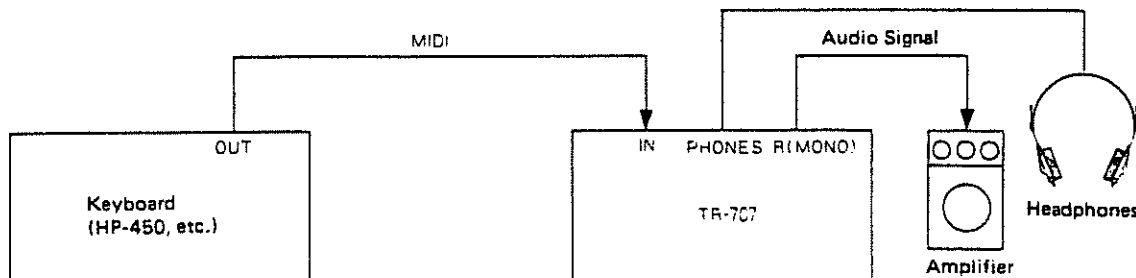 MIDI
Audio Signal
OUT
IN
PHONES
R(MONO)
Keyboard
(HP-450, etc.)
TR-707
Headphones
Amplifier